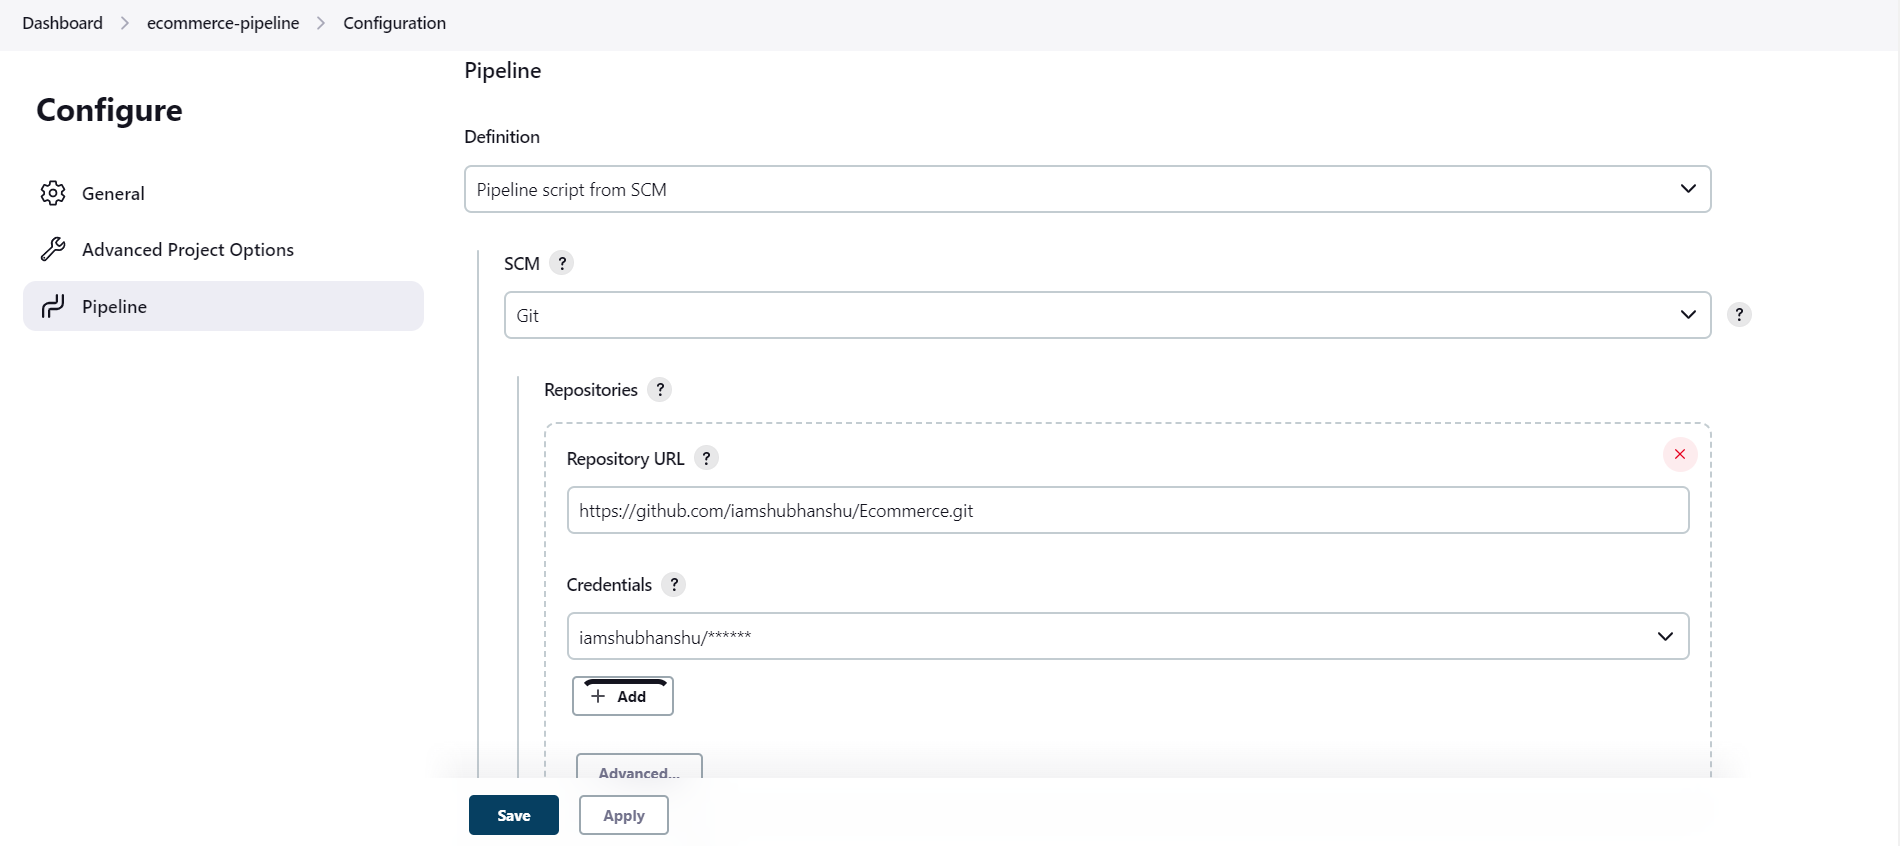 Dashboard > ecommerce-pipeline > Configuration
Configure
General
Advanced Project Options
Pipeline
Pipeline
Definition
Pipeline script from SCM
SCM ?
Git
?
Repositories ?
Repository URL ?
https://github.com/iamshubhanshu/Ecommerce.git
Credentials ?
iamshubhanshu/******
+ Add
Advanced...
Save Apply